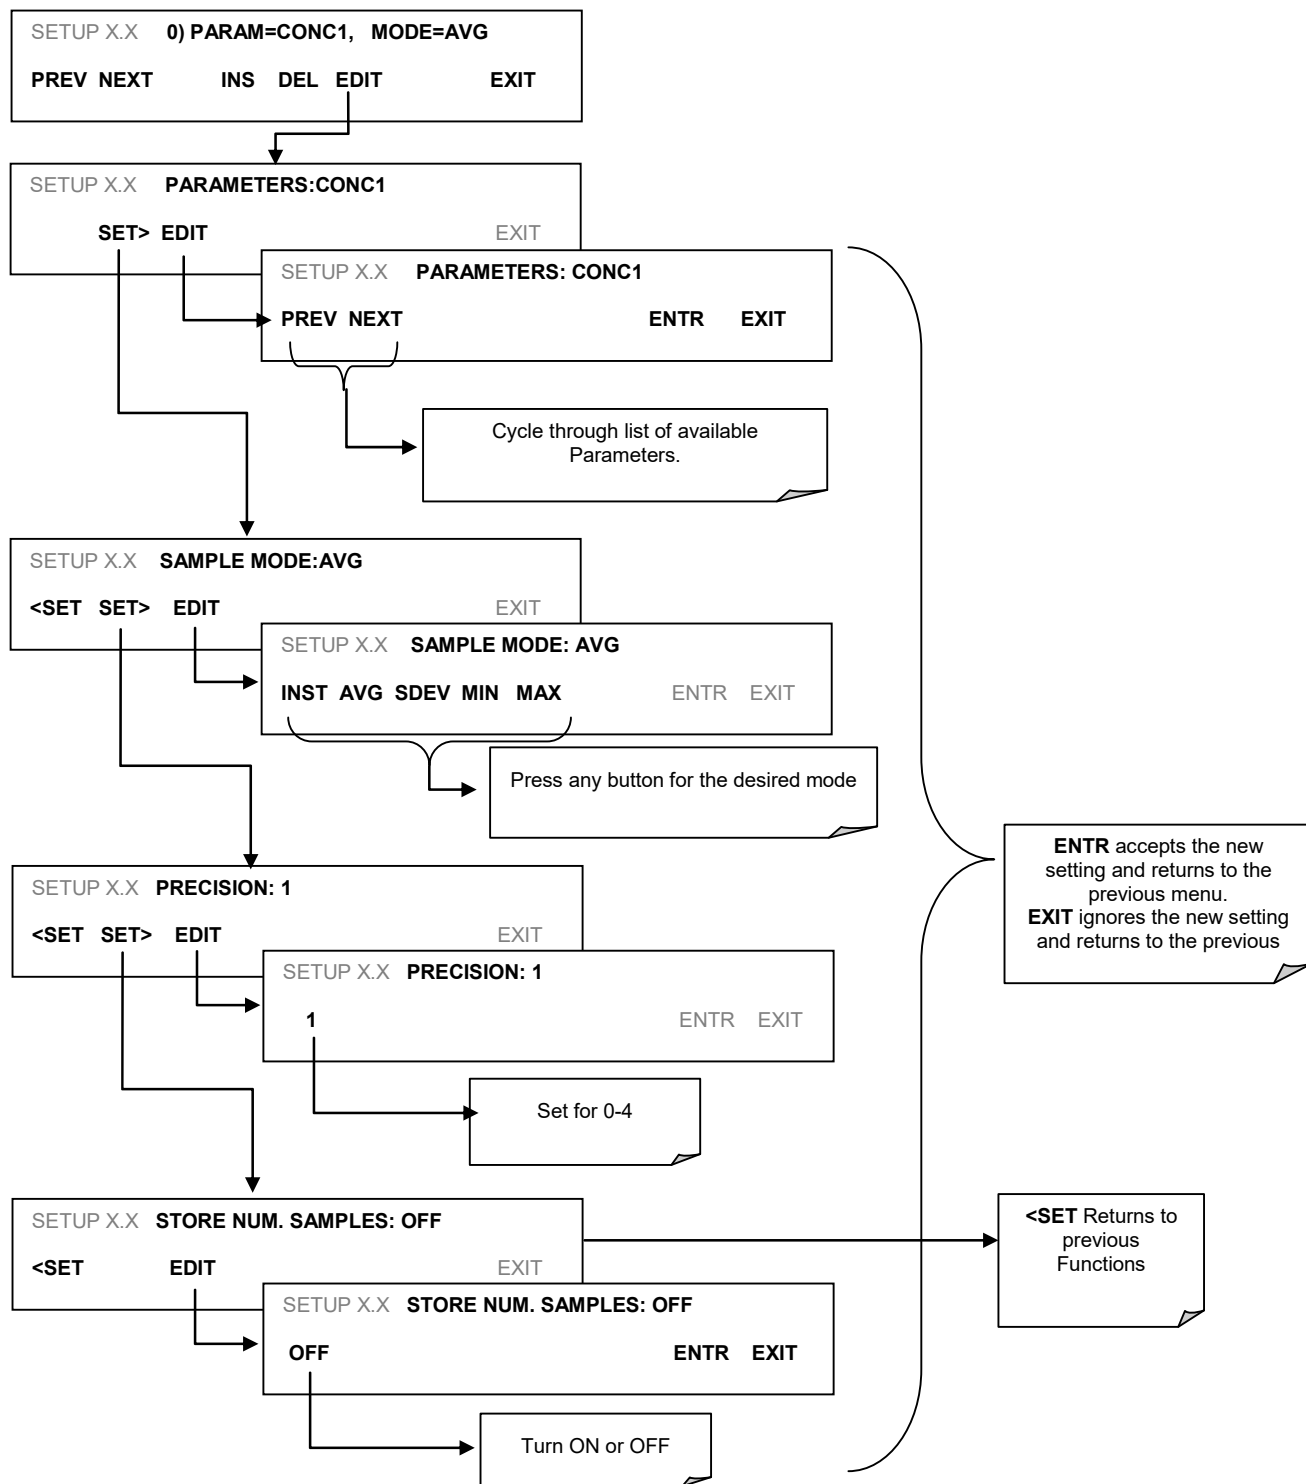 SETUP X.X 0) PARAM=CONC1, MODE=AVG
PREV NEXT INS DEL EDIT EXIT
SETUP X.X PARAMETERS:CONC1
SET> EDIT EXIT
SETUP X.X PARAMETERS: CONC1
PREV NEXT ENTR EXIT
Cycle through list of available
Parameters.
SETUP X.X SAMPLE MODE:AVG
<SET SET> EDIT EXIT
SETUP X.X SAMPLE MODE: AVG
INST AVG SDEV MIN MAX ENTR EXIT
Press any button for the desired mode
ENTR accepts the new
setting and returns to the
previous menu.
EXIT ignores the new setting
and returns to the previous
SETUP X.X PRECISION: 1
<SET SET> EDIT EXIT
SETUP X.X PRECISION: 1
1 ENTR EXIT
Set for 0-4
SETUP X.X STORE NUM. SAMPLES: OFF
<SET EDIT EXIT
<SET Returns to
previous
Functions
SETUP X.X STORE NUM. SAMPLES: OFF
OFF ENTR EXIT
Turn ON or OFF